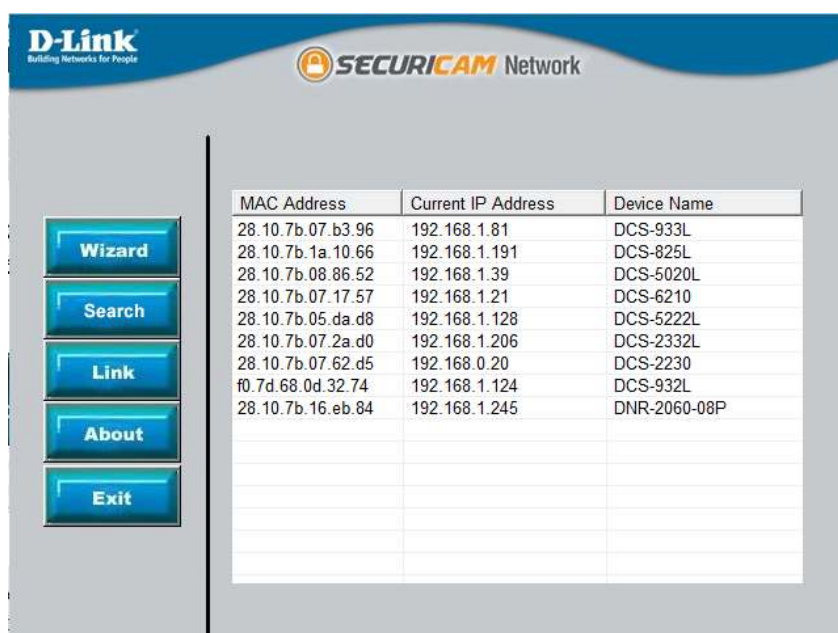 D-Link
Building Networks for People
SECURICAM Network
MAC Address Current IP Address Device Name
28.10.7b.07.b3.96 192.168.1.81 DCS-933L
28.10.7b.1a.10.66 192.168.1.191 DCS-825L
28.10.7b.08.86.52 192.168.1.39 DCS-5020L
28.10.7b.07.17.57 192.168.1.21 DCS-6210
28.10.7b.05.da.d8 192.168.1.128 DCS-5222L
28.10.7b.07.2a.d0 192.168.1.206 DCS-2332L
28.10.7b.07.62.d5 192.168.0.20 DCS-2230
f0.7d.68.0d.32.74 192.168.1.124 DCS-932L
28.10.7b.16.eb.84 192.168.1.245 DNR-2060-08P
Wizard
Search
Link
About
Exit